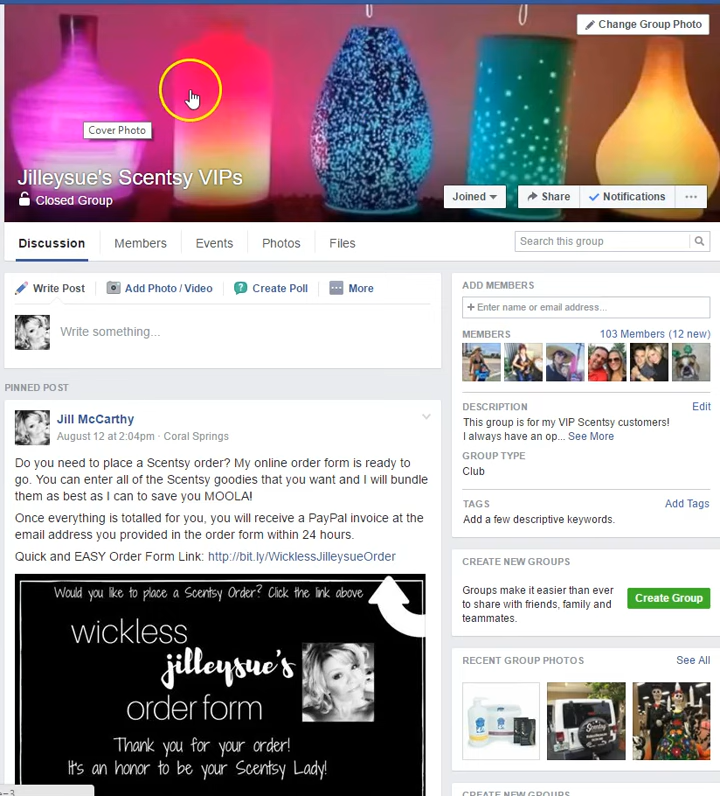 Change Group Photo
Cover Photo
Jilleysue's Scentsy VIPs
Closed Group
Joined
Share
Notifications
Discussion
Members
Events
Photos
Files
Search this group
Write Post
Add Photo / Video
Create Poll
More
Write something...
PINNED POST
Jill McCarthy
August 12 at 2:04pm · Coral Springs
Do you need to place a Scentsy order? My online order form is ready to
go. You can enter all of the Scentsy goodies that you want and I will bundle
them as best as I can to save you MOOLA!
Once everything is totalled for you, you will receive a PayPal invoice at the
email address you provided in the order form within 24 hours.
Quick and EASY Order Form Link: http://bit.ly/WicklessJilleysueOrder
Would you like to place a Scentsy Order? Click the link above
wickless
jilleysue's
order form
Thank you for your order!
It's an honor to be your Scentsy Lady!
ADD MEMBERS
+ Enter name or email address...
MEMBERS
103 Members (12 new)
DESCRIPTION
Edit
This group is for my VIP Scentsy customers!
I always have an op... See More
GROUP TYPE
Club
TAGS
Add Tags
Add a few descriptive keywords.
CREATE NEW GROUPS
Groups make it easier than ever
to share with friends, family and
teammates.
Create Group
RECENT GROUP PHOTOS
See All
Scentsy
CREATE NEW GROUPS
=3